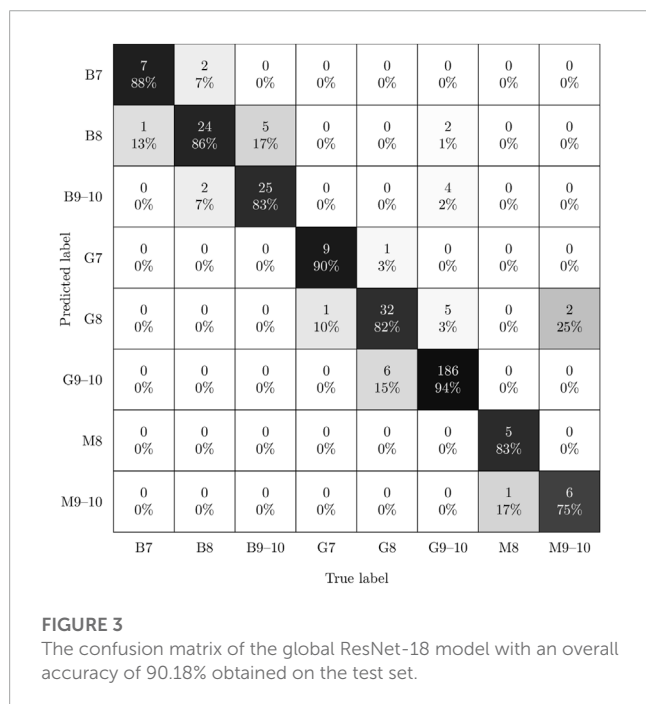 B7 7 2 0 0 0 0 0 0
88% 7% 0% 0% 0% 0% 0% 0%
B8 1 24 5 0 0 2 0 0
13% 86% 17% 0% 0% 1% 0% 0%
B9–10 0 2 25 0 0 4 0 0
0% 7% 83% 0% 0% 2% 0% 0%
Predicted label
G7 0 0 0 9 1 0 0 0
0% 0% 0% 90% 3% 0% 0% 0%
G8 0 0 0 1 32 5 0 2
0% 0% 0% 10% 82% 3% 0% 25%
G9–10 0 0 0 0 6 186 0 0
0% 0% 0% 0% 15% 94% 0% 0%
M8 0 0 0 0 0 0 5 0
0% 0% 0% 0% 0% 0% 83% 0%
M9–10 0 0 0 0 0 0 1 6
0% 0% 0% 0% 0% 0% 17% 75%
B7 B8 B9–10 G7 G8 G9–10 M8 M9–10
True label
FIGURE 3
The confusion matrix of the global ResNet-18 model with an overall
accuracy of 90.18% obtained on the test set.